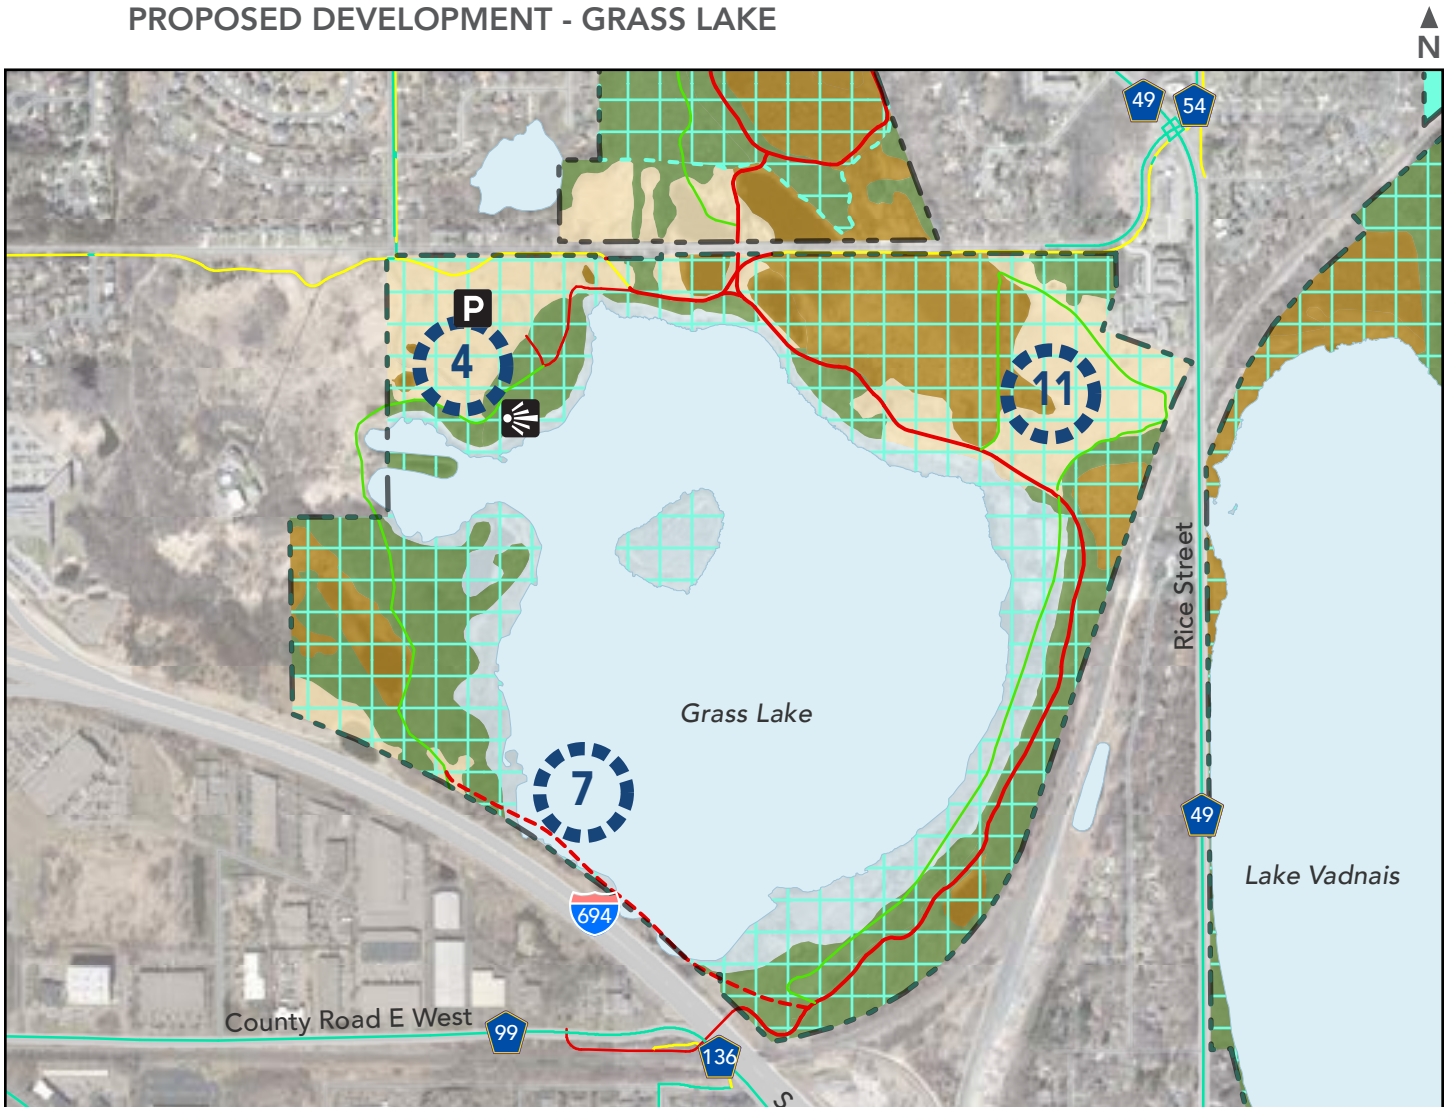 PROPOSED DEVELOPMENT - GRASS LAKE
N
49
54
P
4
11
Rice Street
Grass Lake
7
49
Lake Vadnais
694
County Road E West
99
136
S